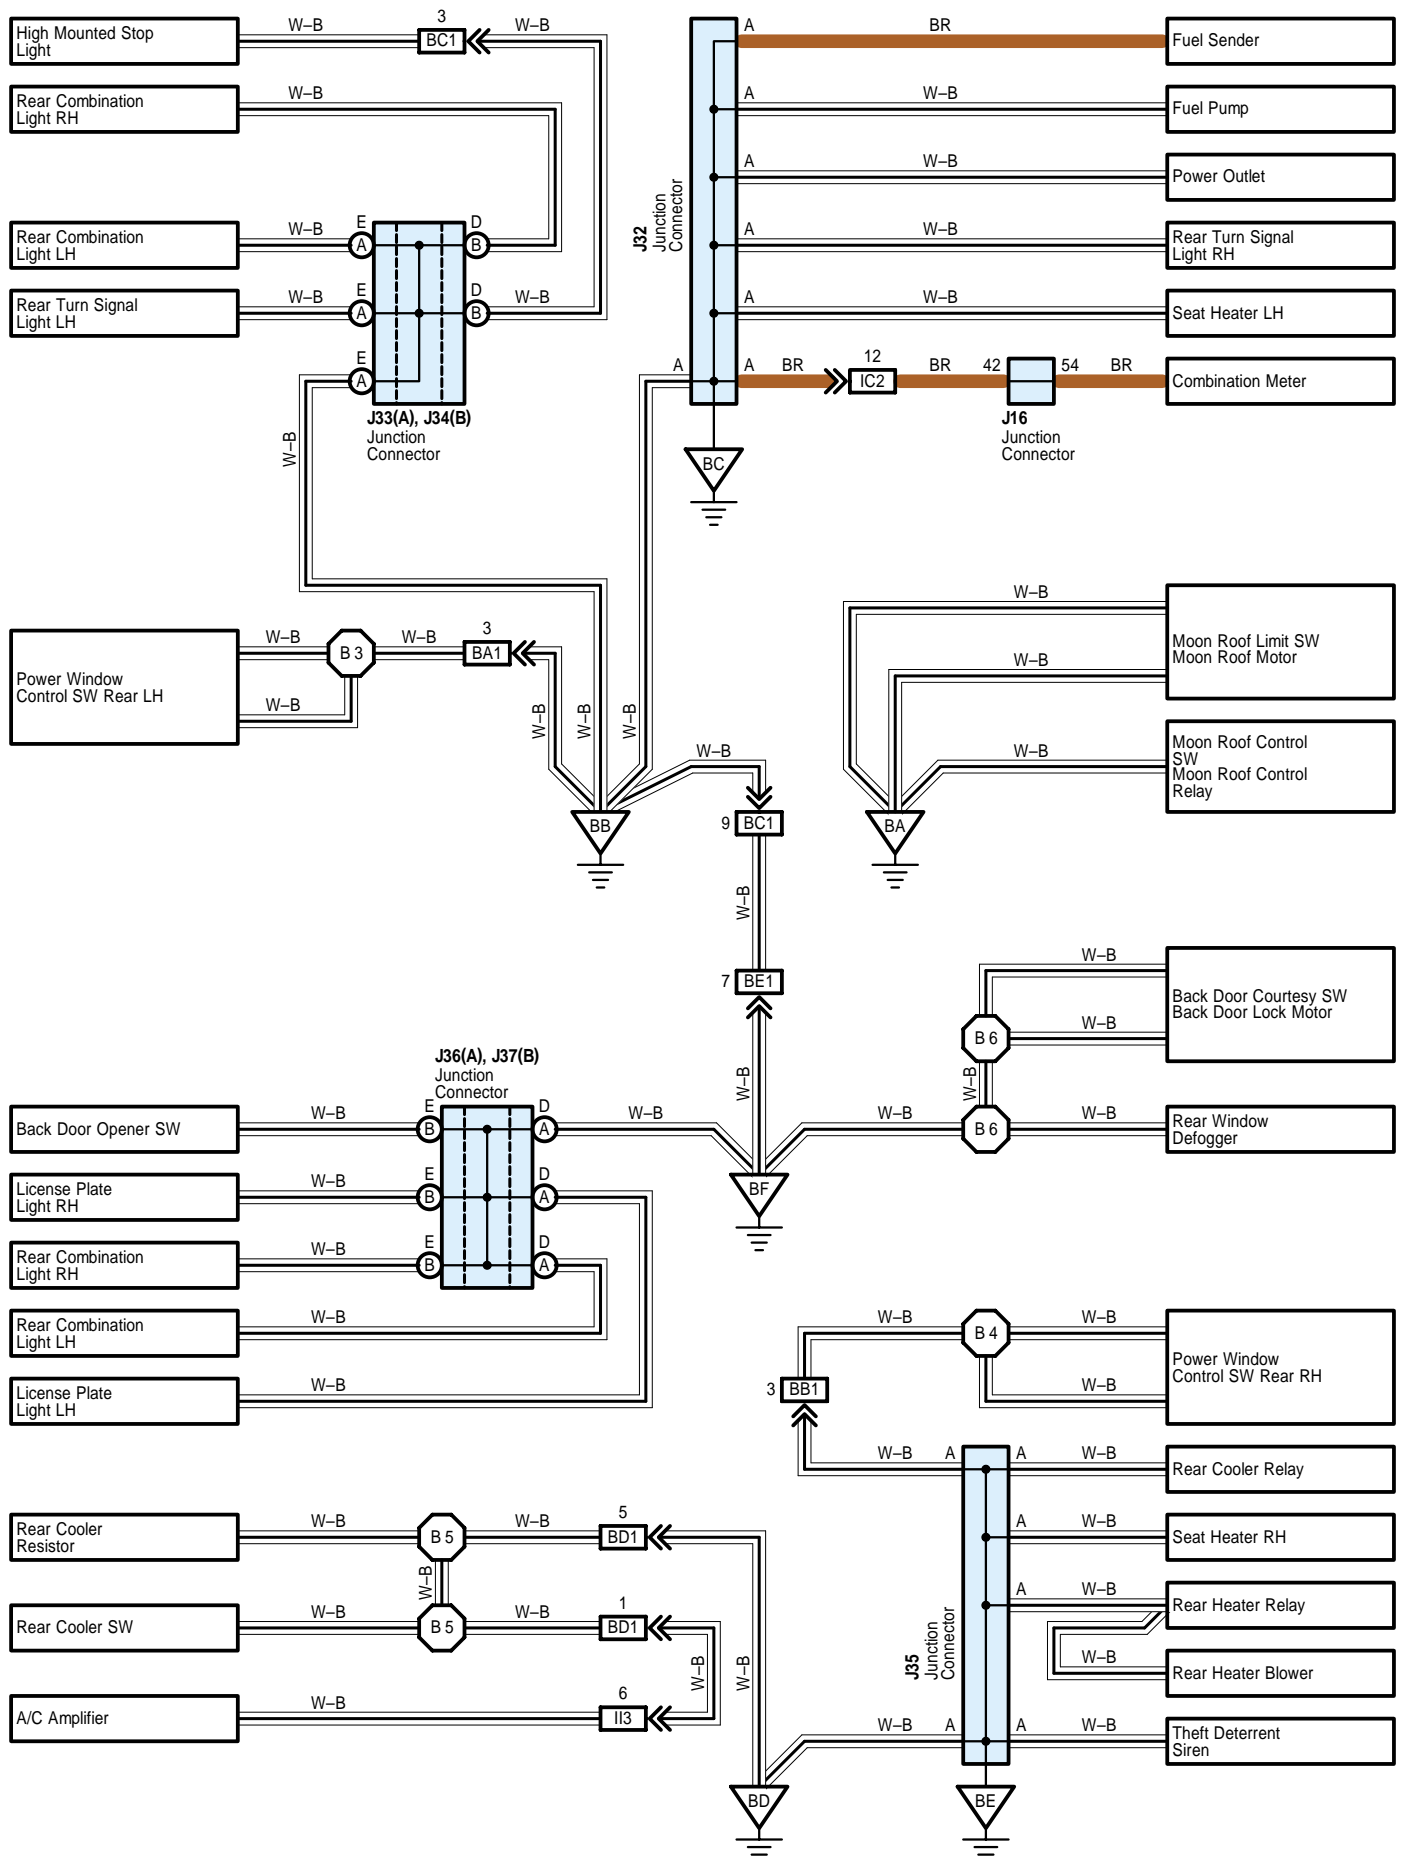 High Mounted Stop
Light
W–B
3
BC1
W–B
Rear Combination
Light RH
W–B
Rear Combination
Light LH
W–B
E
A
D
B
Rear Turn Signal
Light LH
W–B
E
A
D
B
W–B
E
A
J33(A), J34(B)
Junction
Connector
W–B
J32
Junction
Connector
A
BR
Fuel Sender
A
W–B
Fuel Pump
A
W–B
Power Outlet
A
W–B
Rear Turn Signal
Light RH
A
W–B
Seat Heater LH
A
A
BR
12
IC2
BR
42
54
BR
Combination Meter
J16
Junction
Connector
BC
Power Window
Control SW Rear LH
W–B
B 3
W–B
3
BA1
W–B
W–B
W–B
W–B
W–B
BB
9
BC1
W–B
7
BE1
W–B
W–B
Moon Roof Limit SW
Moon Roof Motor
W–B
Moon Roof Control
SW
Moon Roof Control
Relay
W–B
BA
W–B
Back Door Courtesy SW
Back Door Lock Motor
B 6
W–B
W–B
J36(A), J37(B)
Junction
Connector
Back Door Opener SW
W–B
E
B
D
A
W–B
W–B
B 6
W–B
Rear Window
Defogger
BF
License Plate
Light RH
W–B
E
B
D
A
Rear Combination
Light RH
W–B
E
B
D
A
Rear Combination
Light LH
W–B
License Plate
Light LH
W–B
W–B
B 4
W–B
Power Window
Control SW Rear RH
W–B
3
BB1
W–B
A
A
W–B
Rear Cooler Relay
A
W–B
Seat Heater RH
A
W–B
Rear Heater Relay
W–B
Rear Heater Blower
J35
Junction
Connector
W–B
A
A
W–B
Theft Deterrent
Siren
BE
Rear Cooler
Resistor
W–B
B 5
W–B
5
BD1
W–B
Rear Cooler SW
W–B
B 5
W–B
1
BD1
W–B
W–B
A/C Amplifier
W–B
6
II3
BD